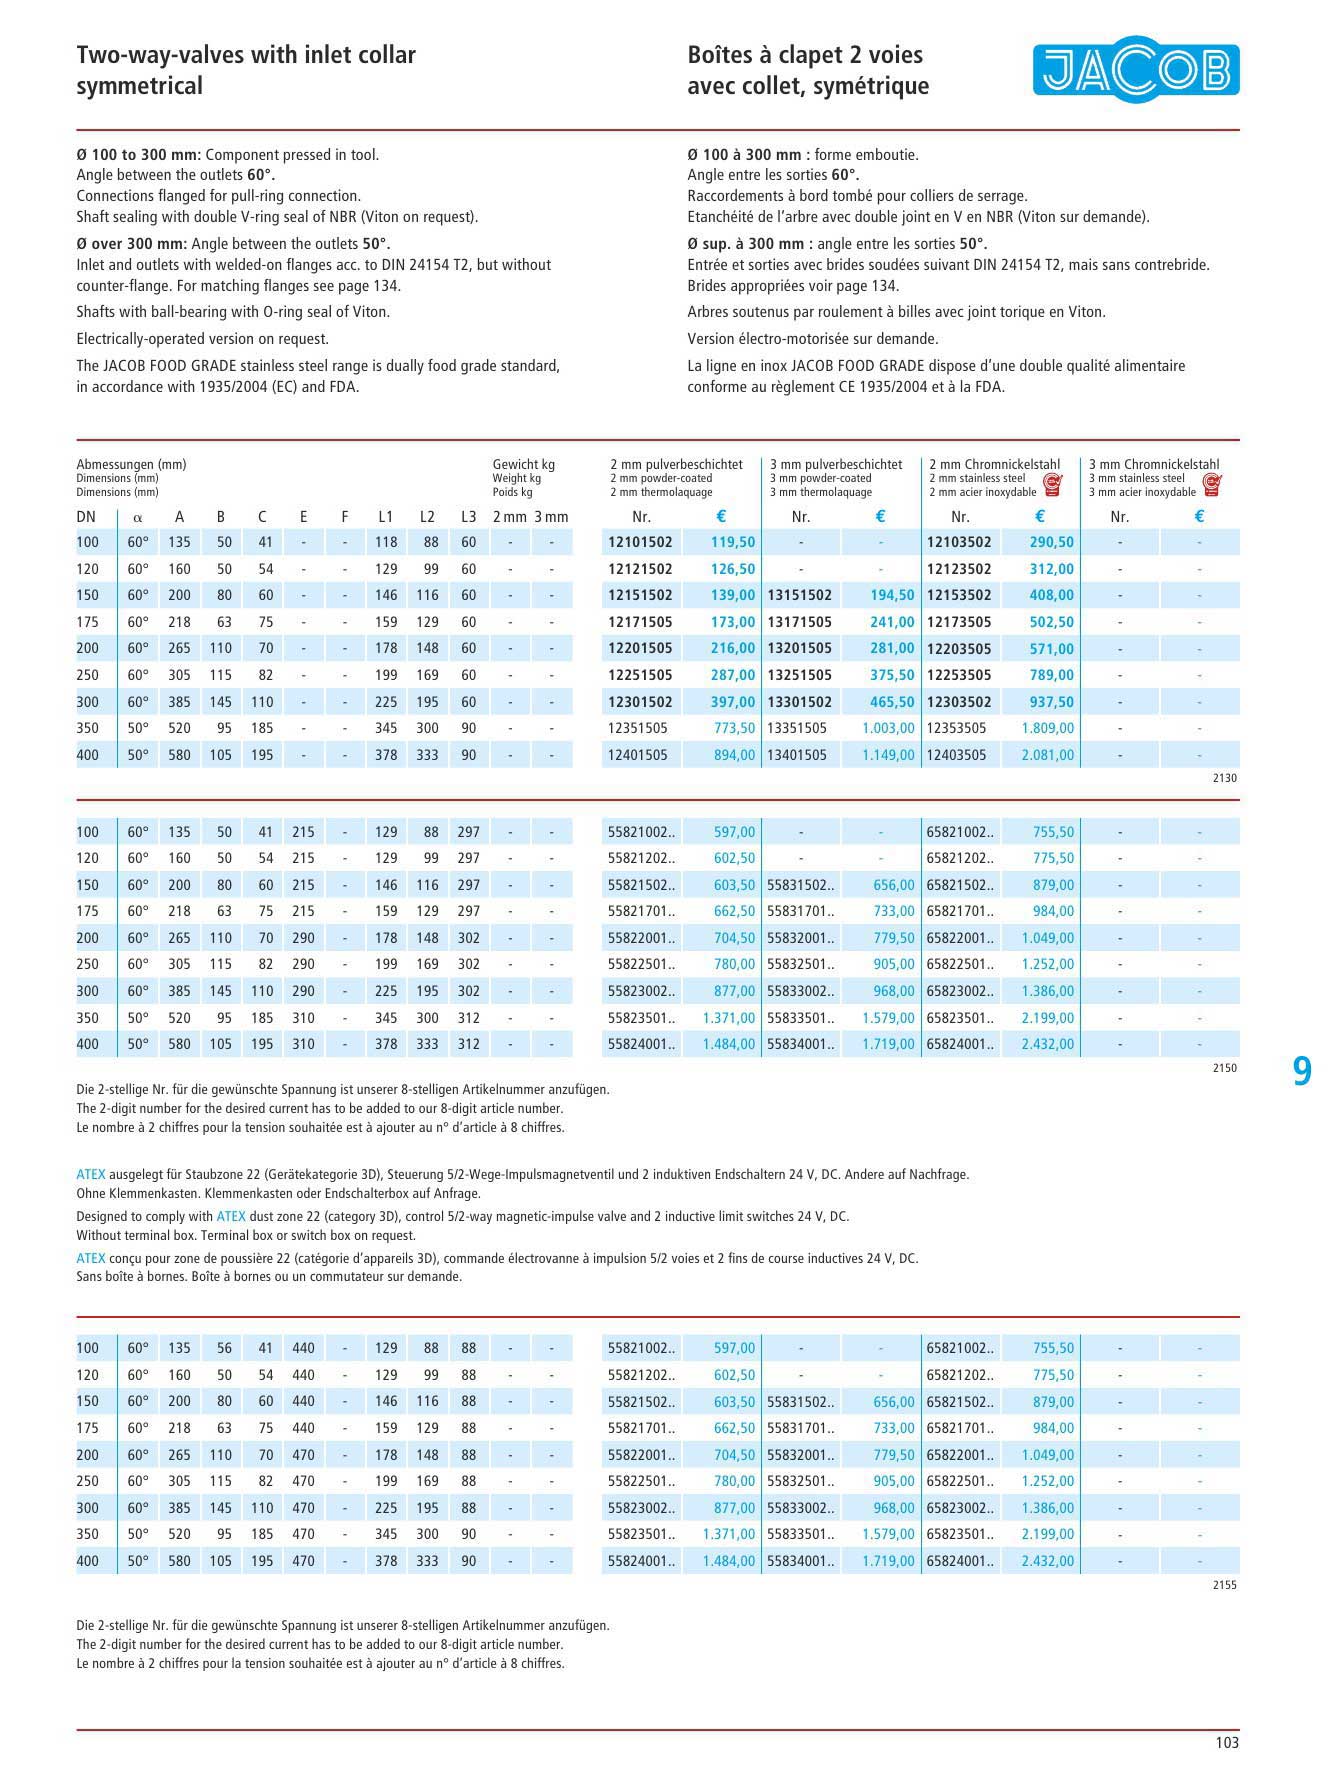 Two-way-valves with inlet collar
symmetrical
Boîtes à clapet 2 voies
avec collet, symétrique
JACOB
Ø 100 to 300 mm: Component pressed in tool.
Angle between the outlets 60°.
Connections flanged for pull-ring connection.
Shaft sealing with double V-ring seal of NBR (Viton on request).
Ø over 300 mm: Angle between the outlets 50°.
Inlet and outlets with welded-on flanges acc. to DIN 24154 T2, but without
counter-flange. For matching flanges see page 134.
Shafts with ball-bearing with O-ring seal of Viton.
Electrically-operated version on request.
The JACOB FOOD GRADE stainless steel range is dually food grade standard,
in accordance with 1935/2004 (EC) and FDA.
Ø 100 à 300 mm : forme emboutie.
Angle entre les sorties 60°.
Raccordements à bord tombé pour colliers de serrage.
Etanchéité de l’arbre avec double joint en V en NBR (Viton sur demande).
Ø sup. à 300 mm : angle entre les sorties 50°.
Entrée et sorties avec brides soudées suivant DIN 24154 T2, mais sans contrebride.
Brides appropriées voir page 134.
Arbres soutenus par roulement à billes avec joint torique en Viton.
Version électro-motorisée sur demande.
La ligne en inox JACOB FOOD GRADE dispose d’une double qualité alimentaire
conforme au règlement CE 1935/2004 et à la FDA.
Abmessungen (mm) Gewicht kg 2 mm pulverbeschichtet 3 mm pulverbeschichtet 2 mm Chromnickelstahl 3 mm Chromnickelstahl
Dimensions (mm) Weight kg 2 mm powder-coated 3 mm powder-coated 2 mm stainless steel 3 mm stainless steel
Dimensions (mm) Poids kg 2 mm thermolaquage 3 mm thermolaquage 2 mm acier inoxydable 3 mm acier inoxydable
DN α A B C E F L1 L2 L3 2 mm 3 mm Nr. € Nr. € Nr. € Nr. €
100 60° 135 50 41 - - 118 88 60 - - 12101502 119,50 - - 12103502 290,50 - -
120 60° 160 50 54 - - 129 99 60 - - 12121502 126,50 - - 12123502 312,00 - -
150 60° 200 80 60 - - 146 116 60 - - 12151502 139,00 13151502 194,50 12153502 408,00 - -
175 60° 218 63 75 - - 159 129 60 - - 12171505 173,00 13171505 241,00 12173505 502,50 - -
200 60° 265 110 70 - - 178 148 60 - - 12201505 216,00 13201505 281,00 12203505 571,00 - -
250 60° 305 115 82 - - 199 169 60 - - 12251505 287,00 13251505 375,50 12253505 789,00 - -
300 60° 385 145 110 - - 225 195 60 - - 12301502 397,00 13301502 465,50 12303502 937,50 - -
350 50° 520 95 185 - - 345 300 90 - - 12351505 773,50 13351505 1.003,00 12353505 1.809,00 - -
400 50° 580 105 195 - - 378 333 90 - - 12401505 894,00 13401505 1.149,00 12403505 2.081,00 - -
2130
100 60° 135 50 41 215 - 129 88 297 - - 55821002.. 597,00 - - 65821002.. 755,50 - -
120 60° 160 50 54 215 - 129 99 297 - - 55821202.. 602,50 - - 65821202.. 775,50 - -
150 60° 200 80 60 215 - 146 116 297 - - 55821502.. 603,50 55831502.. 656,00 65821502.. 879,00 - -
175 60° 218 63 75 215 - 159 129 297 - - 55821701.. 662,50 55831701.. 733,00 65821701.. 984,00 - -
200 60° 265 110 70 290 - 178 148 302 - - 55822001.. 704,50 55832001.. 779,50 65822001.. 1.049,00 - -
250 60° 305 115 82 290 - 199 169 302 - - 55822501.. 780,00 55832501.. 905,00 65822501.. 1.252,00 - -
300 60° 385 145 110 290 - 225 195 302 - - 55823002.. 877,00 55833002.. 968,00 65823002.. 1.386,00 - -
350 50° 520 95 185 310 - 345 300 312 - - 55823501.. 1.371,00 55833501.. 1.579,00 65823501.. 2.199,00 - -
400 50° 580 105 195 310 - 378 333 312 - - 55824001.. 1.484,00 55834001.. 1.719,00 65824001.. 2.432,00 - -
2150
9
Die 2-stellige Nr. für die gewünschte Spannung ist unserer 8-stelligen Artikelnummer anzufügen.
The 2-digit number for the desired current has to be added to our 8-digit article number.
Le nombre à 2 chiffres pour la tension souhaitée est à ajouter au n° d’article à 8 chiffres.
ATEX ausgelegt für Staubzone 22 (Gerätekategorie 3D), Steuerung 5/2-Wege-Impulsmagnetventil und 2 induktiven Endschaltern 24 V, DC. Andere auf Nachfrage.
Ohne Klemmenkasten. Klemmenkasten oder Endschalterbox auf Anfrage.
Designed to comply with ATEX dust zone 22 (category 3D), control 5/2-way magnetic-impulse valve and 2 inductive limit switches 24 V, DC.
Without terminal box. Terminal box or switch box on request.
ATEX conçu pour zone de poussière 22 (catégorie d’appareils 3D), commande électrovanne à impulsion 5/2 voies et 2 fins de course inductives 24 V, DC.
Sans boîte à bornes. Boîte à bornes ou un commutateur sur demande.
100 60° 135 56 41 440 - 129 88 88 - - 55821002.. 597,00 - - 65821002.. 755,50 - -
120 60° 160 50 54 440 - 129 99 88 - - 55821202.. 602,50 - - 65821202.. 775,50 - -
150 60° 200 80 60 440 - 146 116 88 - - 55821502.. 603,50 55831502.. 656,00 65821502.. 879,00 - -
175 60° 218 63 75 440 - 159 129 88 - - 55821701.. 662,50 55831701.. 733,00 65821701.. 984,00 - -
200 60° 265 110 70 470 - 178 148 88 - - 55822001.. 704,50 55832001.. 779,50 65822001.. 1.049,00 - -
250 60° 305 115 82 470 - 199 169 88 - - 55822501.. 780,00 55832501.. 905,00 65822501.. 1.252,00 - -
300 60° 385 145 110 470 - 225 195 88 - - 55823002.. 877,00 55833002.. 968,00 65823002.. 1.386,00 - -
350 50° 520 95 185 470 - 345 300 90 - - 55823501.. 1.371,00 55833501.. 1.579,00 65823501.. 2.199,00 - -
400 50° 580 105 195 470 - 378 333 90 - - 55824001.. 1.484,00 55834001.. 1.719,00 65824001.. 2.432,00 - -
2155
Die 2-stellige Nr. für die gewünschte Spannung ist unserer 8-stelligen Artikelnummer anzufügen.
The 2-digit number for the desired current has to be added to our 8-digit article number.
Le nombre à 2 chiffres pour la tension souhaitée est à ajouter au n° d’article à 8 chiffres.
103